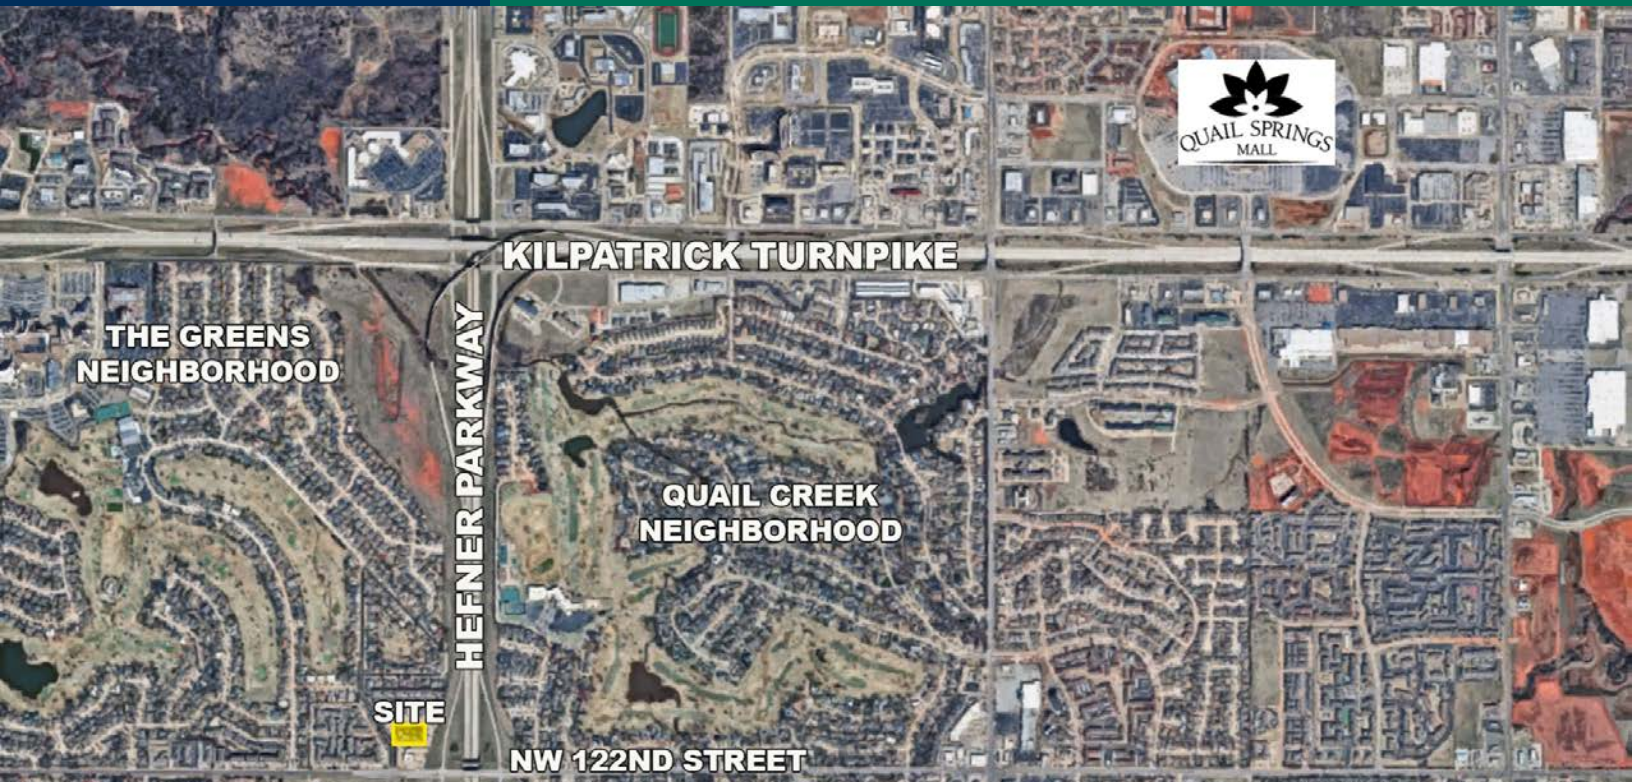 QUAIL SPRINGS
MALL
KILPATRICK TURNPIKE
THE GREENS
NEIGHBORHOOD
HEFNER PARKWAY
QUAIL CREEK
NEIGHBORHOOD
SITE
NW 122ND STREET